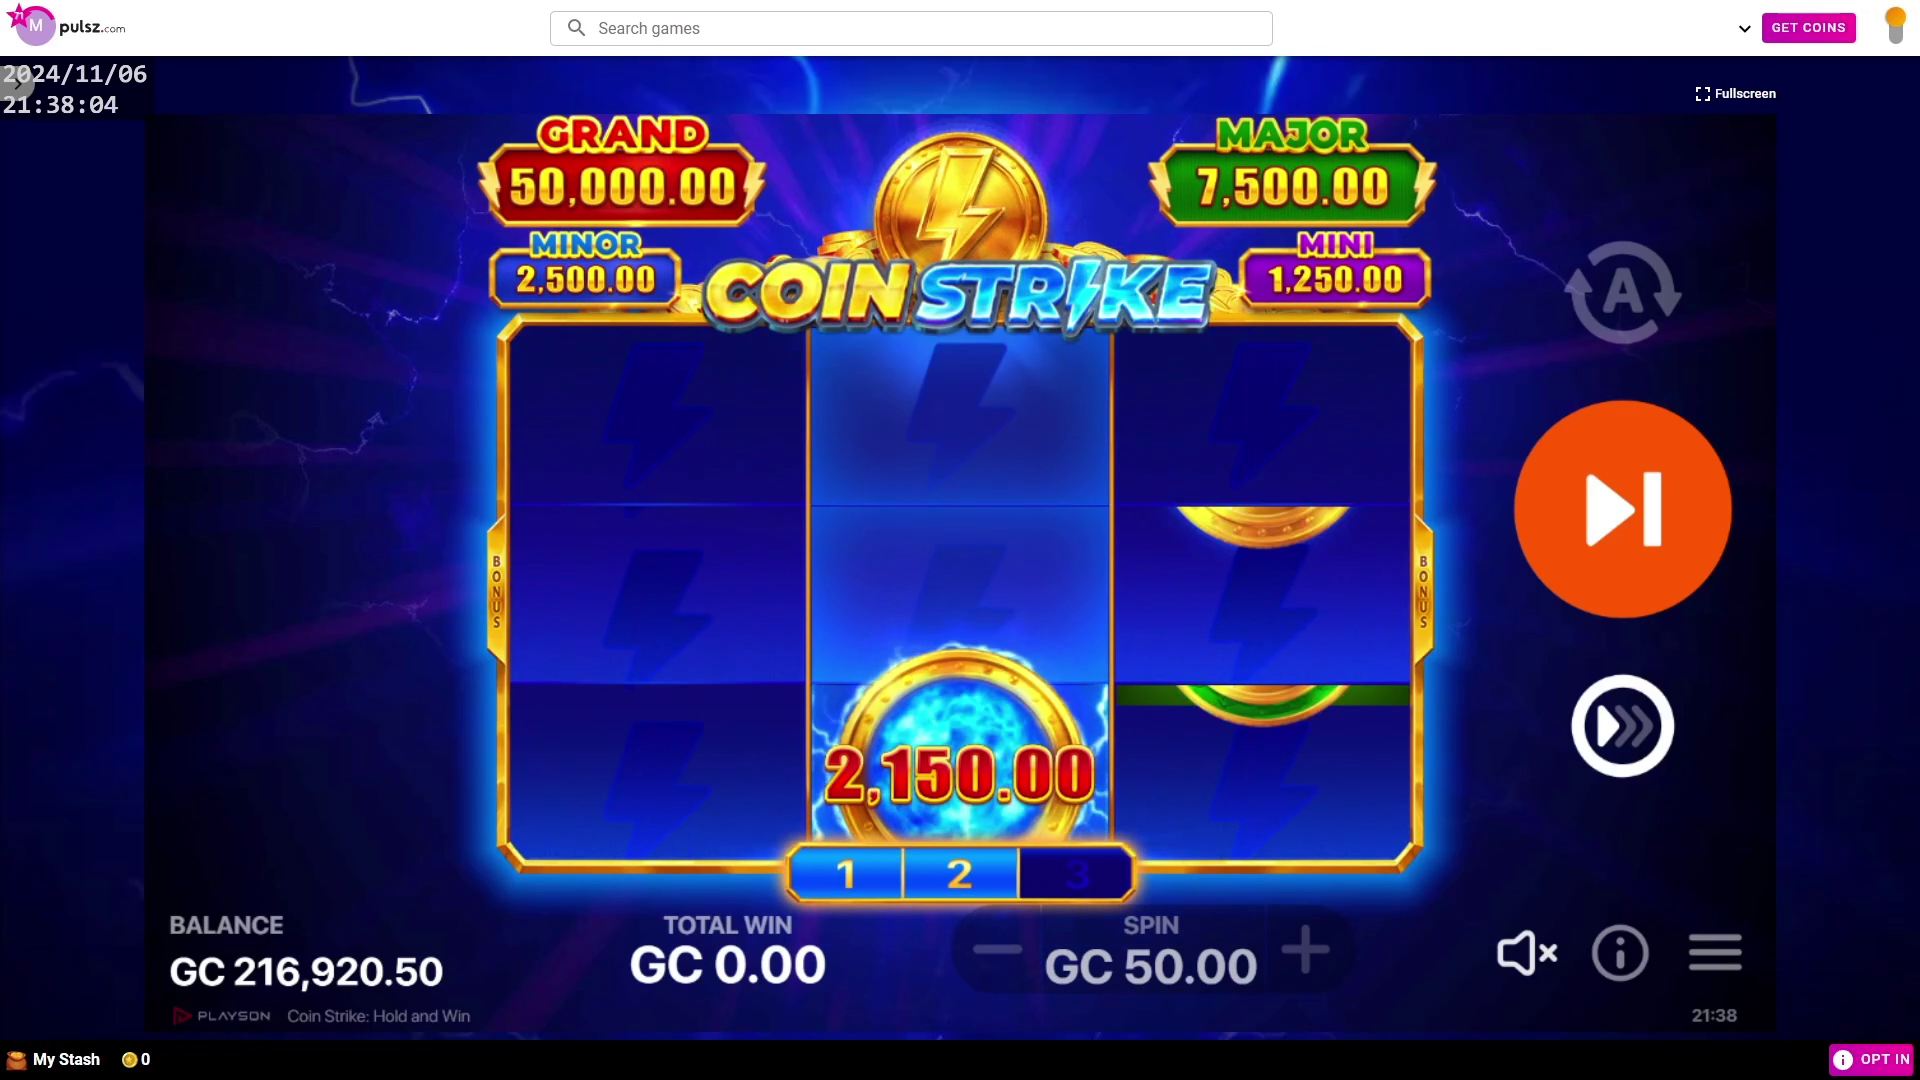 71
M
pulsz.com
Search games
GET COINS
2024/11/06
21:38:04
Fullscreen
GRAND
50,000.00
MAJOR
7,500.00
MINOR
2,500.00
MINI
1,250.00
COIN STRIKE
A
BONUS
BONUS
2,150.00
1 2 3
BALANCE
GC 216,920.50
TOTAL WIN
GC 0.00
SPIN
GC 50.00
PLAYSON Coin Strike: Hold and Win
21:38
My Stash 0
OPT IN